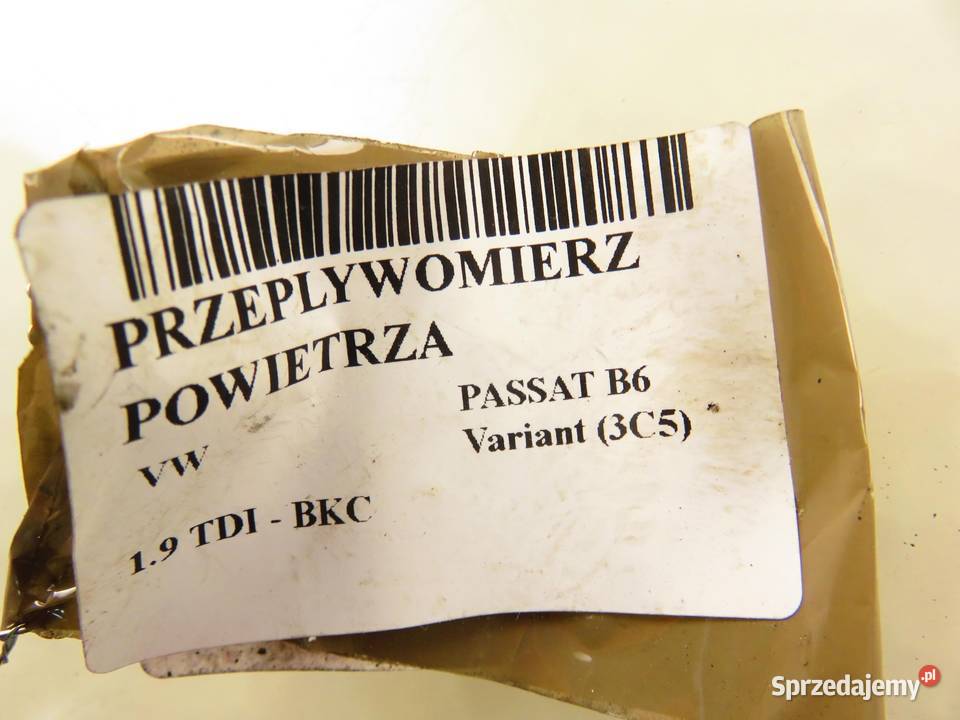 PRZEPLYWOMIERZ
POWIETRZA
VW
PASSAT B6
Variant (3C5)
1.9 TDI - BKC
Sprzedajemy.pl